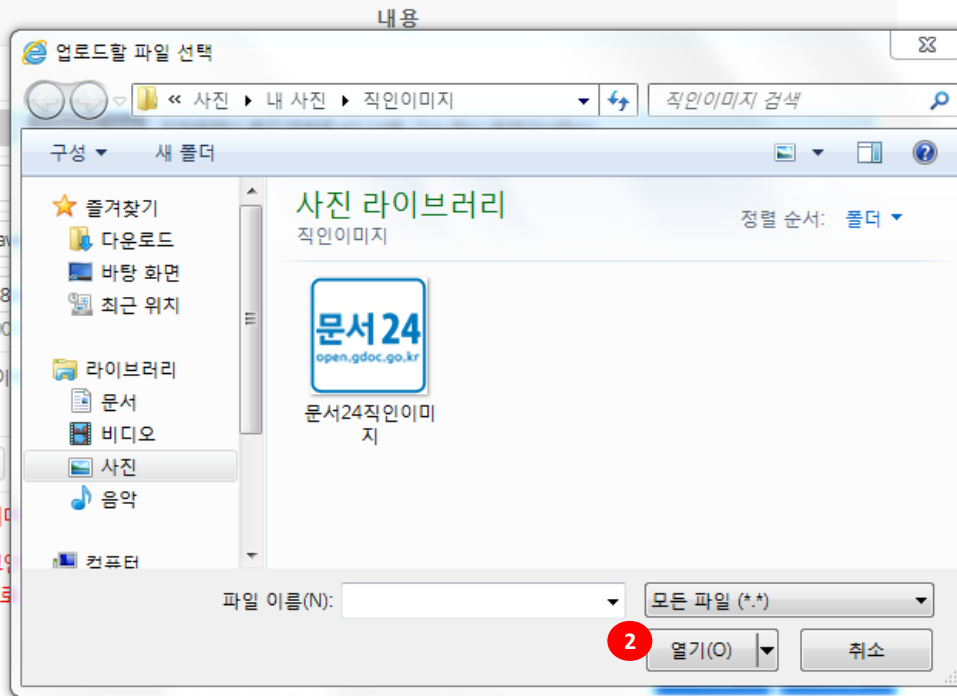 내용
업로드할 파일 선택
« 사진 ▶ 내 사진 ▶ 직인이미지
직인이미지 검색
구성 ▼ 새 폴더
즐겨찾기
다운로드
바탕 화면
최근 위치
라이브러리
문서
비디오
사진
음악
컴퓨터
사진 라이브러리
직인이미지
정렬 순서: 폴더 ▼
문서24
open.gdoc.go.kr
문서24직인이미
지
파일 이름(N):
모든 파일 (*.*)
2
열기(O)
취소